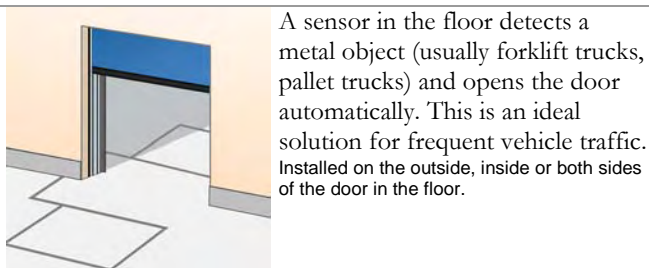 A sensor in the floor detects a
metal object (usually forklift trucks,
pallet trucks) and opens the door
automatically. This is an ideal
solution for frequent vehicle traffic.
Installed on the outside, inside or both sides
of the door in the floor.